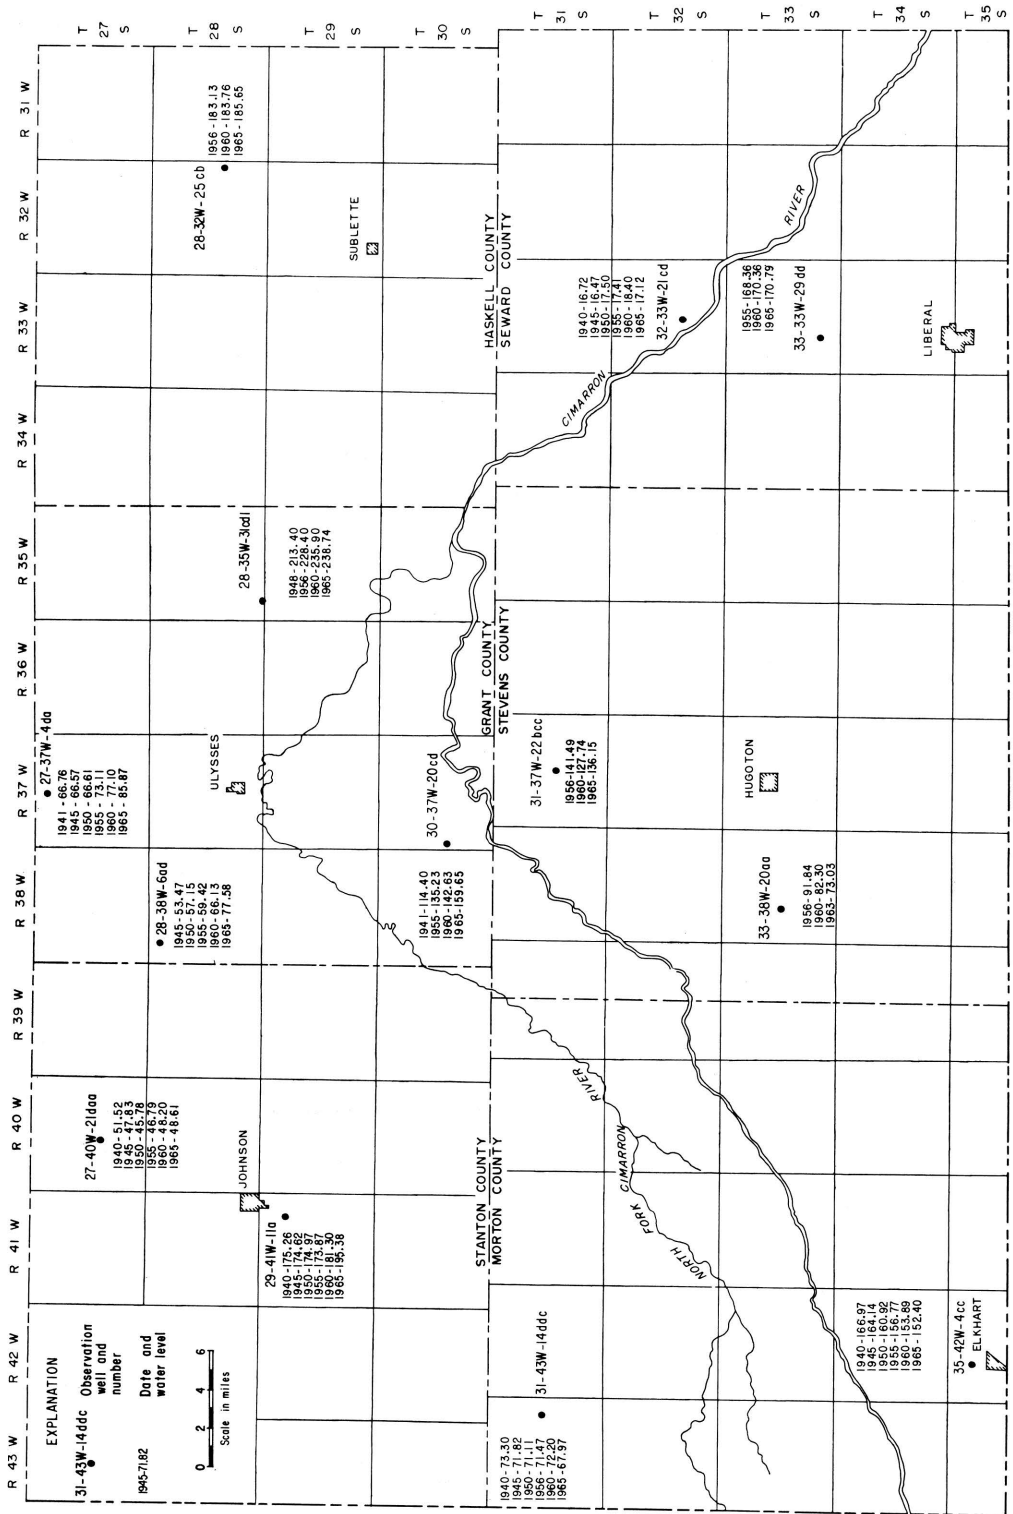 R 43 W
R 42 W
R 41 W
R 40 W
R 39 W
R 38 W
R 37 W
R 36 W
R 35 W
R 34 W
R 33 W
R 32 W
R 31 W
T
27
S
T
28
S
T
29
S
T
30
S
T
31
S
T
32
S
T
33
S
T
34
S
T
35
S
EXPLANATION
31-43W-14ddc
Observation
well and
number
1945-71.82
Date and
water level
0 2 4 6
Scale in miles
27-40W-21daa
1940-51.52
1945-47.83
1950-45.78
1955-46.79
1960-48.20
1965-48.61
JOHNSON
29-41W-11a
1940-175.26
1945-174.62
1950-174.97
1955-173.87
1960-181.30
1965-195.38
27-37W-4da
1941-66.76
1945-66.57
1950-66.61
1955-73.11
1960-77.10
1965-85.87
28-38W-6ad
1945-53.47
1950-57.15
1955-59.42
1960-66.13
1965-77.58
ULYSSES
30-37W-20cd
1941-114.40
1955-135.23
1960-142.63
1965-159.65
28-35W-31cd1
1948-213.40
1956-228.40
1960-235.90
1965-238.74
28-32W-25cb
1956-183.13
1960-183.76
1965-185.65
SUBLETTE
STANTON COUNTY
MORTON COUNTY
GRANT COUNTY
STEVENS COUNTY
HASKELL COUNTY
SEWARD COUNTY
31-43W-14ddc
1940-73.30
1945-71.82
1950-71.11
1956-71.47
1960-72.20
1965-67.97
NORTH FORK CIMARRON RIVER
31-37W-22bcc
1956-141.49
1960-127.74
1965-136.15
HUGOTON
33-38W-20aa
1956-91.84
1960-82.30
1963-73.03
CIMARRON RIVER
1940-16.72
1945-16.47
1950-17.50
1955-17.41
1960-18.40
1965-17.12
32-33W-21cd
1955-168.36
1960-170.36
1965-170.79
33-33W-29dd
LIBERAL
1940-166.97
1945-164.14
1950-160.92
1955-156.77
1960-153.89
1965-152.40
35-42W-4cc
ELKHART